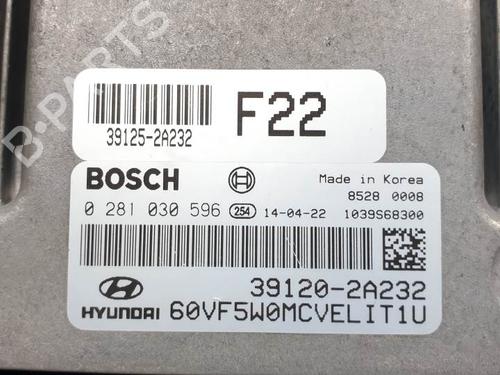 B-PARTS
39125-2A232
F22
BOSCH
Made in Korea
8528 0008
0 281 030 596 254 14-04-22 1039S68300
39120-2A232
HYUNDAI 60VF5W0MCVELIT1U